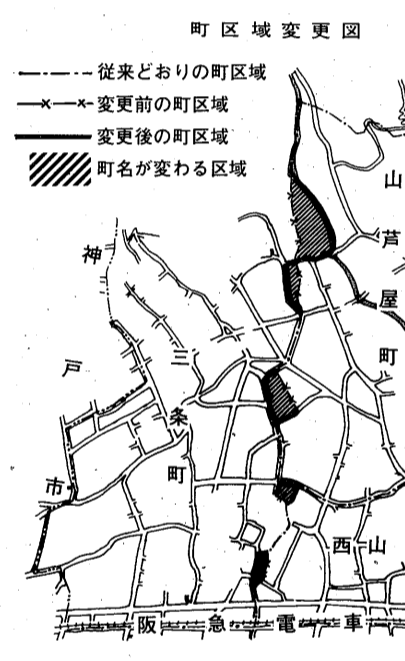 町区域変更図
従来どおりの町区域
変更前の町区域
変更後の町区域
町名が変わる区域
山芦屋町
神戸市
三条町
西山
阪急電車